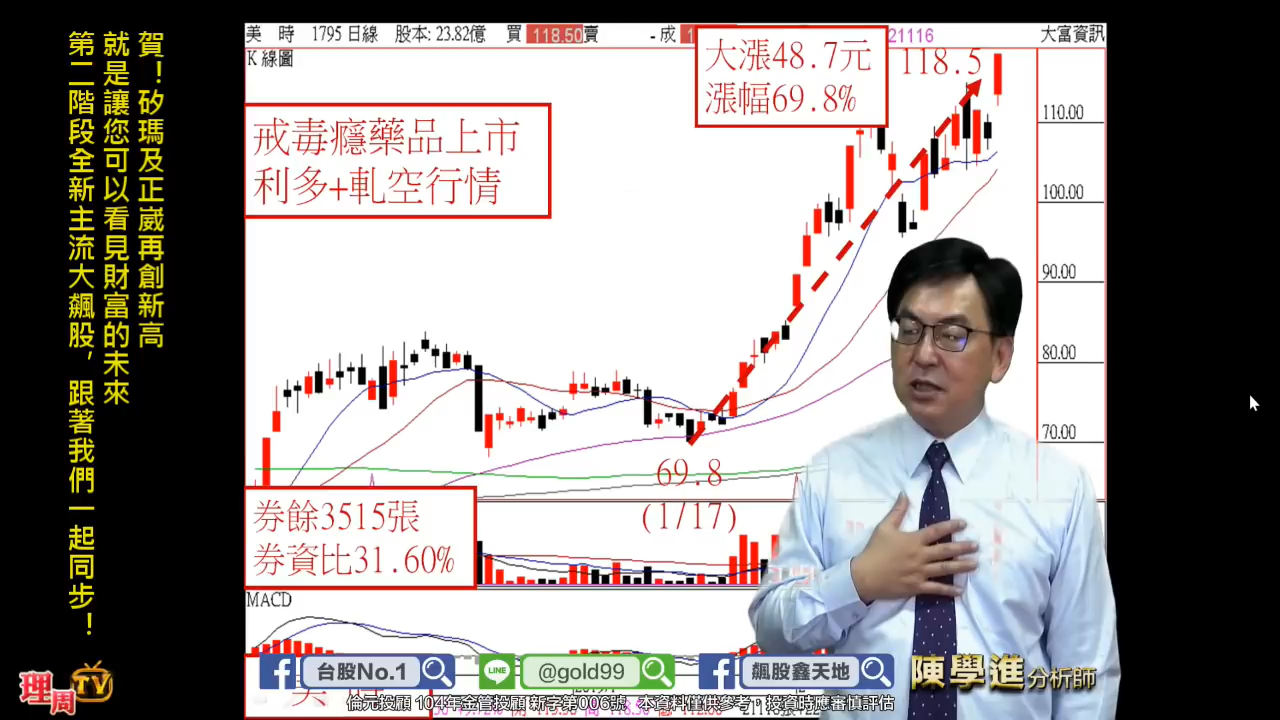 賀！矽瑪及正崴再創新高
就是讓您可以看見財富的未來
第二階段全新主流大飆股，跟著我們一起同步！
美 時 1795 日線 股本: 23.82億 買 118.50 賣 - 成 21116 大富資訊
K 線圖
大漲48.7元
漲幅69.8%
118.5
戒毒癮藥品上市
利多+軋空行情
110.00
100.00
90.00
80.00
70.00
69.8
(1/17)
券餘3515張
券資比31.60%
MACD
台股No.1
LINE
@gold99
飆股鑫天地
陳學進分析師
理周TV
倫元投顧 104年金管投顧 新字第006號 本資料僅供參考，投資時應審慎評估